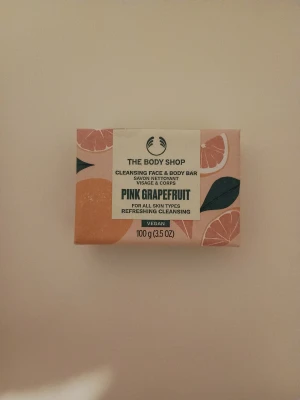 THE BODY SHOP
CLEANSING FACE & BODY BAR
SAVON NETTOYANT
VISAGE & CORPS
PINK GRAPEFRUIT
FOR ALL SKIN TYPES
REFRESHING CLEANSING
VEGAN
100 g (3.5 OZ)